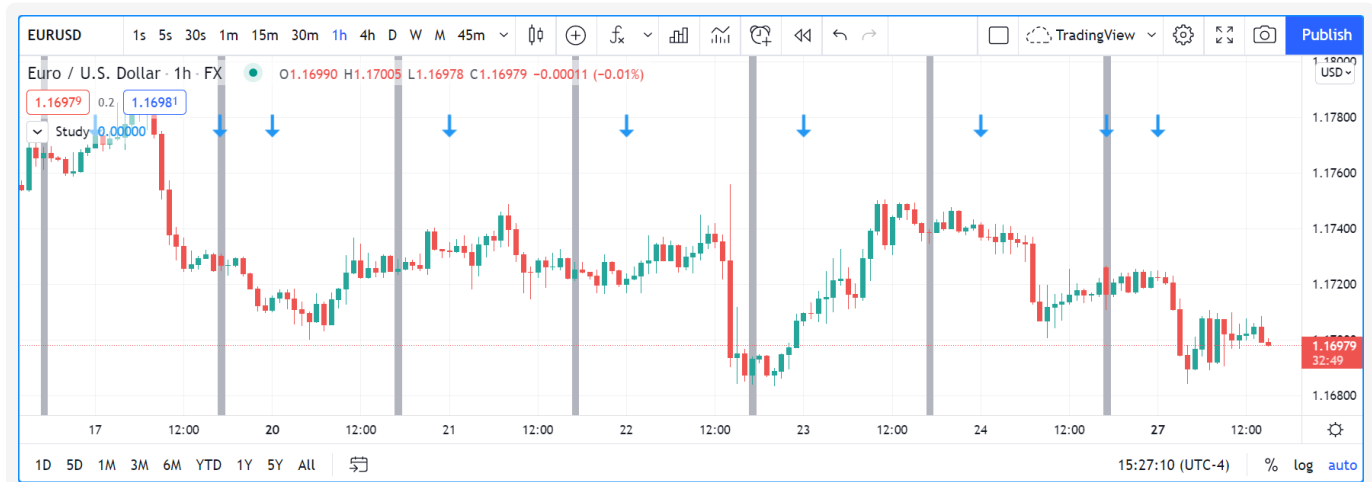 EURUSD 1s 5s 30s 1m 15m 30m 1h 4h D W M 45m fx TradingView Publish
Euro / U.S. Dollar · 1h · FX O1.16990 H1.17005 L1.16978 C1.16979 −0.00011 (−0.01%)
1.18000
USD
1.16979 0.2 1.16981
Study 0.00000
1.17800
1.17600
1.17400
1.17200
1.17000
1.16979
32:49
1.16800
17 12:00 20 12:00 21 12:00 22 12:00 23 12:00 24 12:00 27 12:00
1D 5D 1M 3M 6M YTD 1Y 5Y All 15:27:10 (UTC-4) % log auto